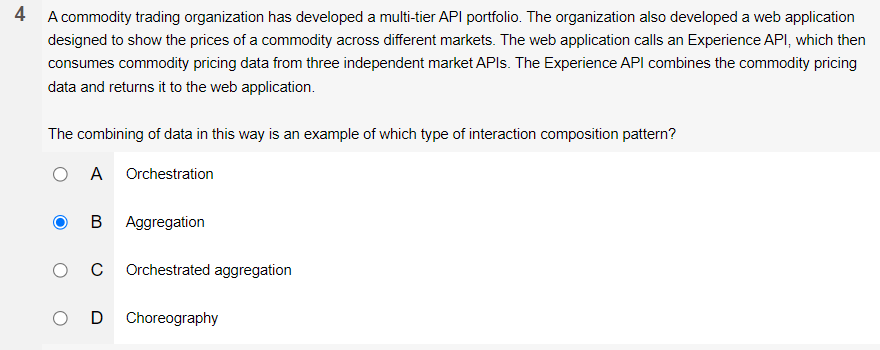 4 A commodity trading organization has developed a multi-tier API portfolio. The organization also developed a web application
designed to show the prices of a commodity across different markets. The web application calls an Experience API, which then
consumes commodity pricing data from three independent market APIs. The Experience API combines the commodity pricing
data and returns it to the web application.
The combining of data in this way is an example of which type of interaction composition pattern?
A Orchestration
B Aggregation
C Orchestrated aggregation
D Choreography